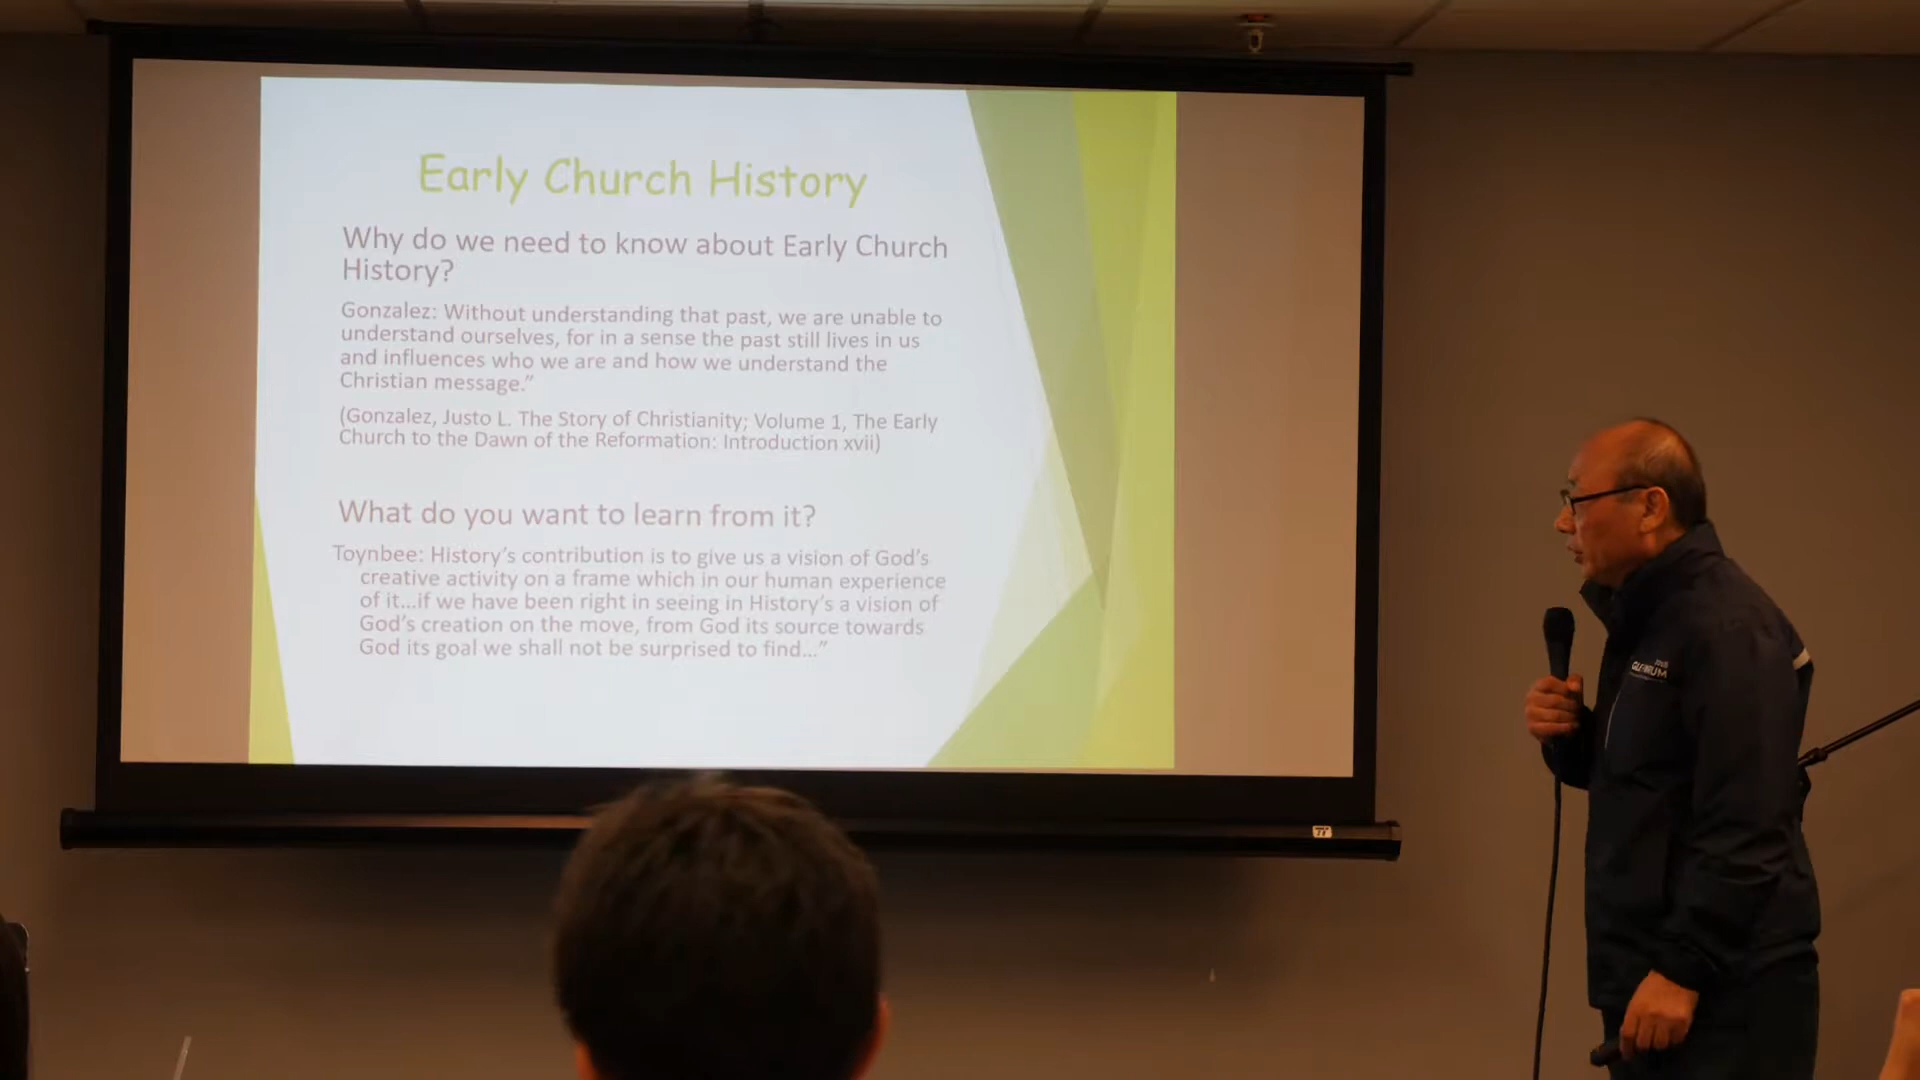 Early Church History
Why do we need to know about Early Church
History?
Gonzalez: Without understanding that past, we are unable to
understand ourselves, for in a sense the past still lives in us
and influences who we are and how we understand the
Christian message.”
(Gonzalez, Justo L. The Story of Christianity; Volume 1, The Early
Church to the Dawn of the Reformation: Introduction xvii)
What do you want to learn from it?
Toynbee: History’s contribution is to give us a vision of God’s
creative activity on a frame which in our human experience
of it…if we have been right in seeing in History’s a vision of
God’s creation on the move, from God its source towards
God its goal we shall not be surprised to find…”